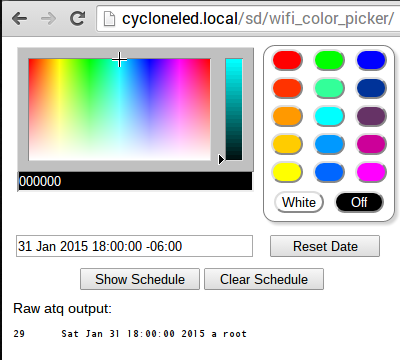 cycloneled.local/sd/wifi_color_picker/
000000
White
Off
31 Jan 2015 18:00:00 -06:00
Reset Date
Show Schedule
Clear Schedule
Raw atq output:
29 Sat Jan 31 18:00:00 2015 a root